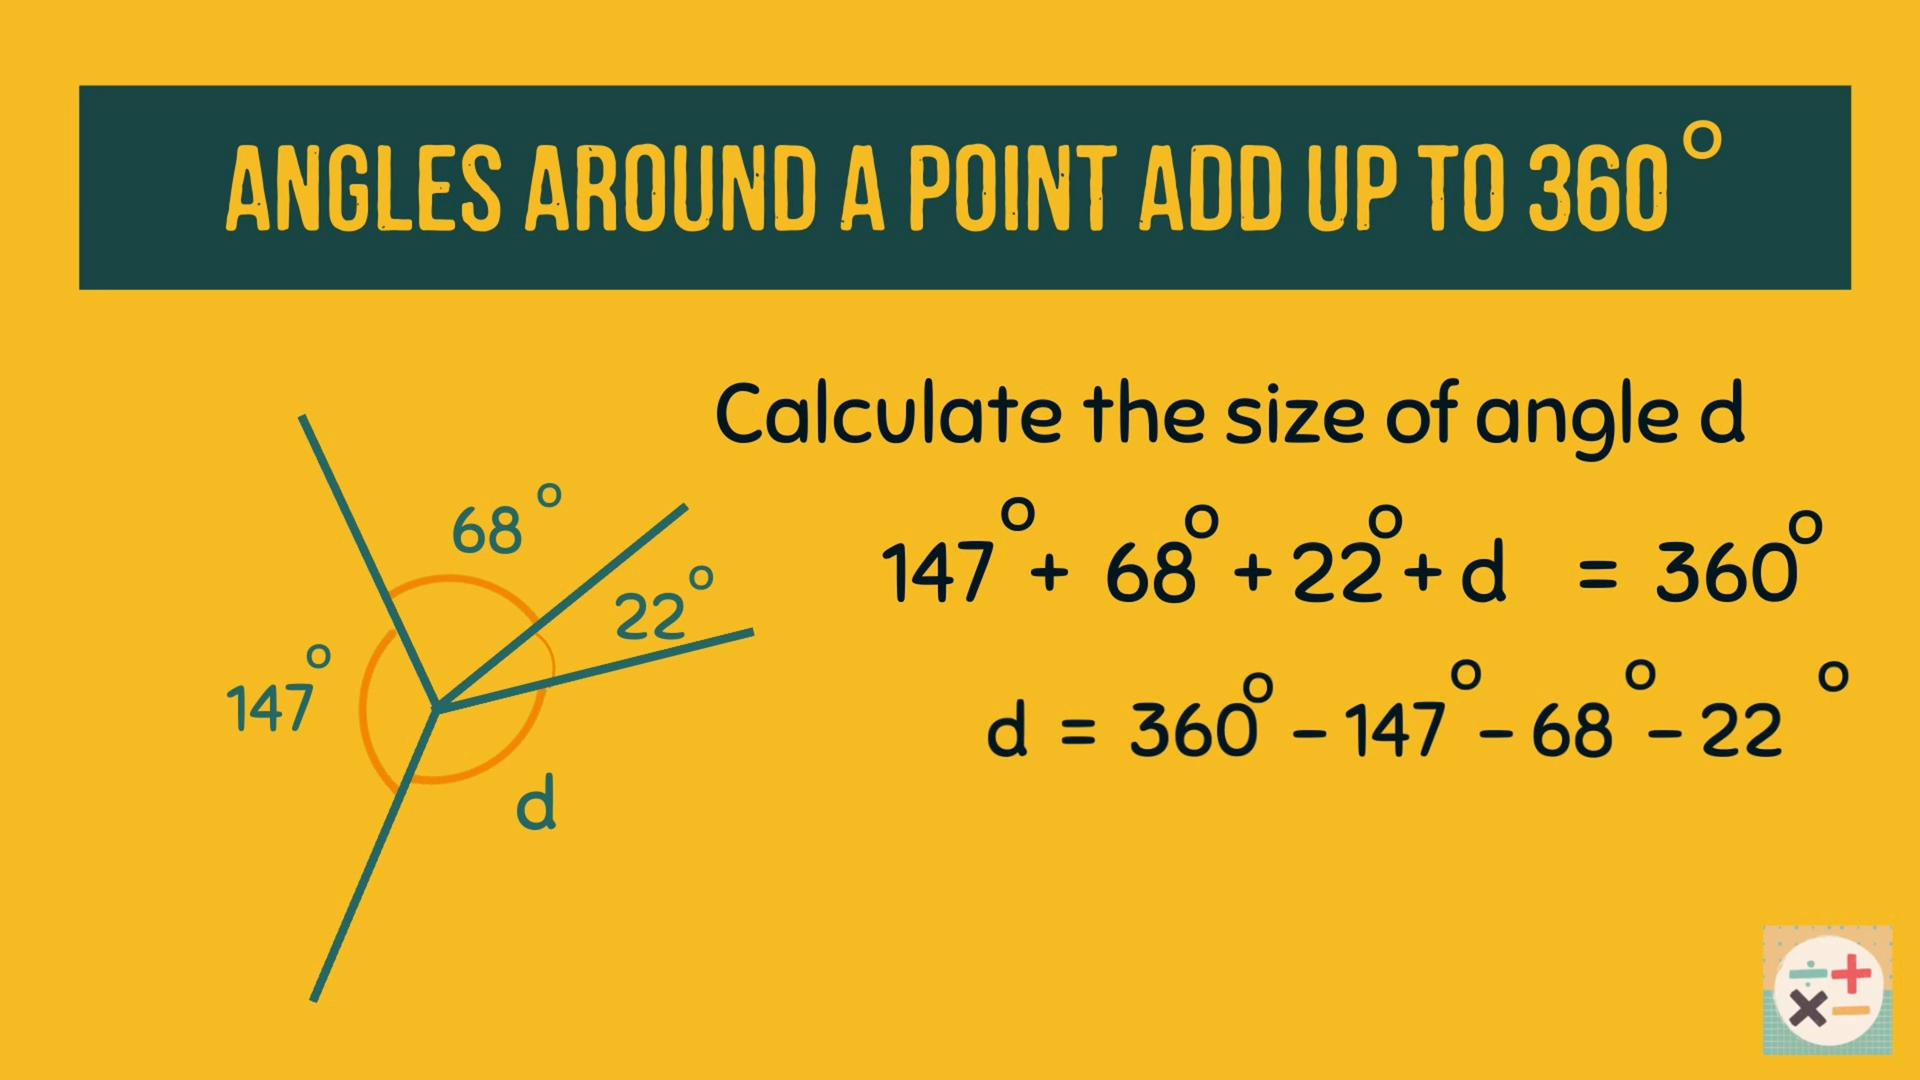 ANGLES AROUND A POINT ADD UP TO 360°
Calculate the size of angle d
68°
22°
147°
d
147° + 68° + 22° + d = 360°
d = 360° - 147° - 68° - 22°